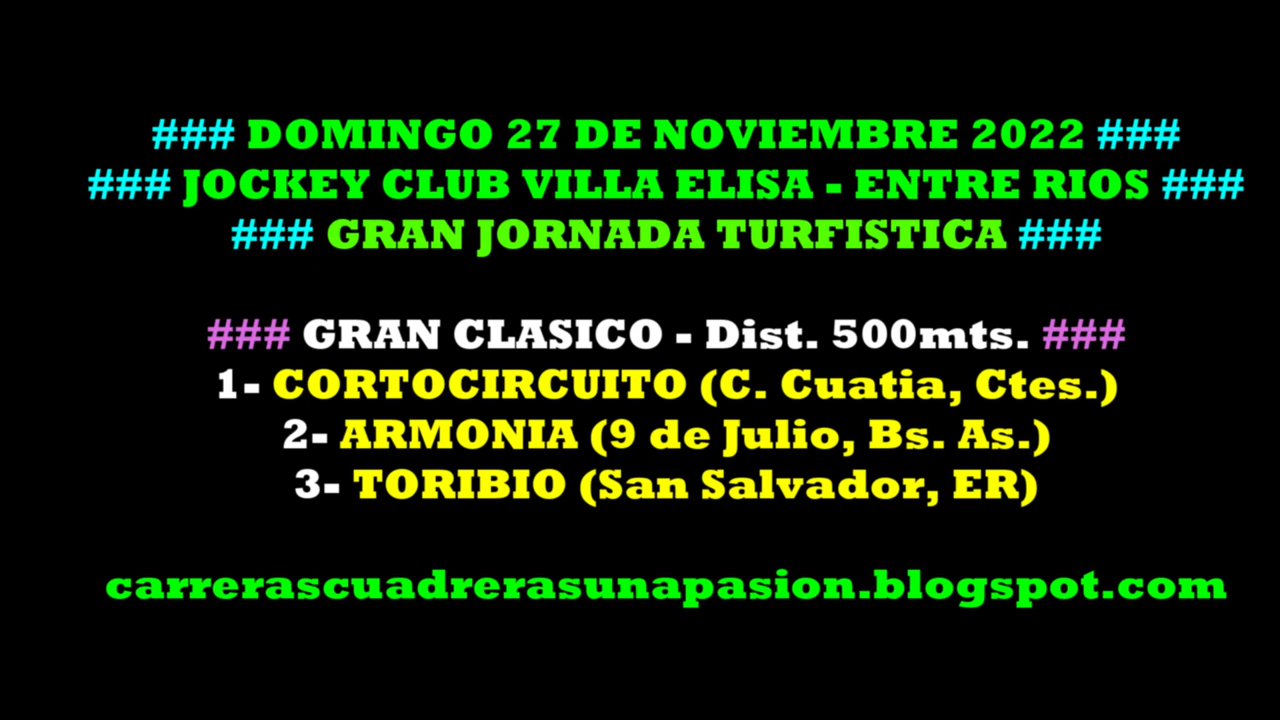 ### DOMINGO 27 DE NOVIEMBRE 2022 ###
### JOCKEY CLUB VILLA ELISA - ENTRE RIOS ###
### GRAN JORNADA TURFISTICA ###
### GRAN CLASICO - Dist. 500mts. ###
1- CORTOCIRCUITO (C. Cuatia, Ctes.)
2- ARMONIA (9 de Julio, Bs. As.)
3- TORIBIO (San Salvador, ER)
carrerascuadrerasunapasion.blogspot.com